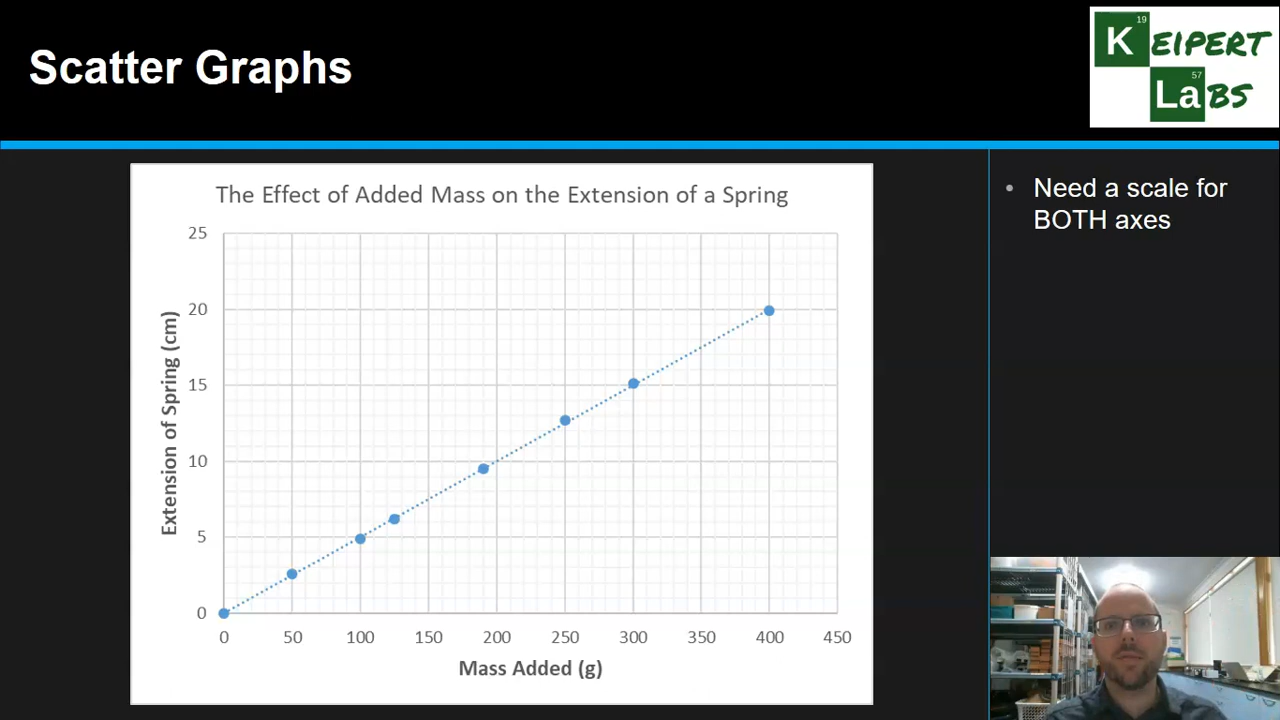 Scatter Graphs
19
K EIPERT
57
La BS
The Effect of Added Mass on the Extension of a Spring
• Need a scale for
BOTH axes
25
20
15
10
5
0
Extension of Spring (cm)
0 50 100 150 200 250 300 350 400 450
Mass Added (g)